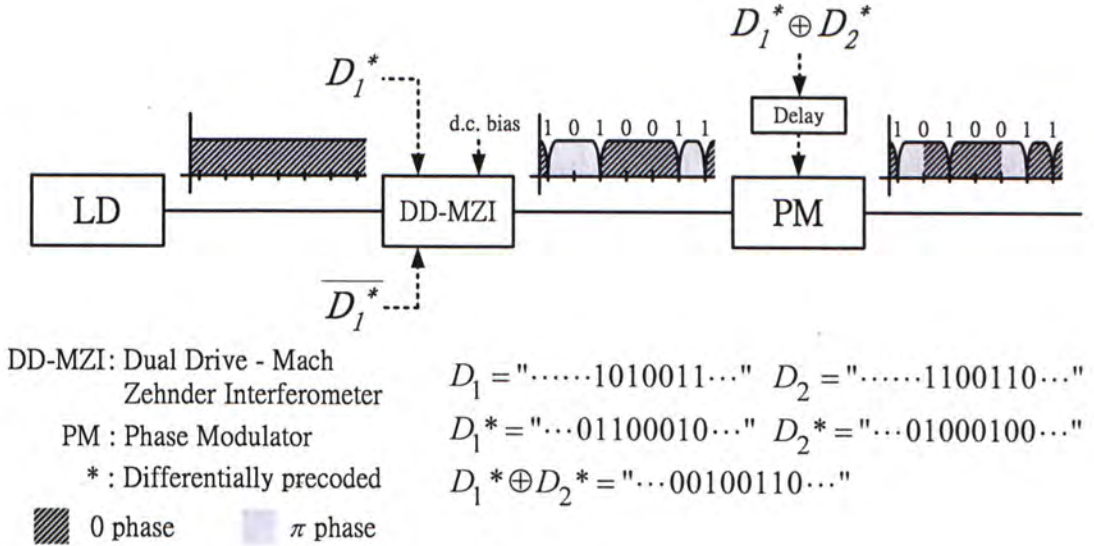 D₁* ⊕ D₂*
D₁*
Delay
d.c. bias
1 0 1 0 0 1 1
1 0 1 0 0 1 1
LD
DD-MZI
PM
D̅₁̅*
DD-MZI: Dual Drive - Mach
Zehnder Interferometer
PM : Phase Modulator
* : Differentially precoded
0 phase
π phase
D₁ = "······1010011···" D₂ = "······1100110···"
D₁* = "···01100010···" D₂* = "···01000100···"
D₁* ⊕ D₂* = "···00100110···"